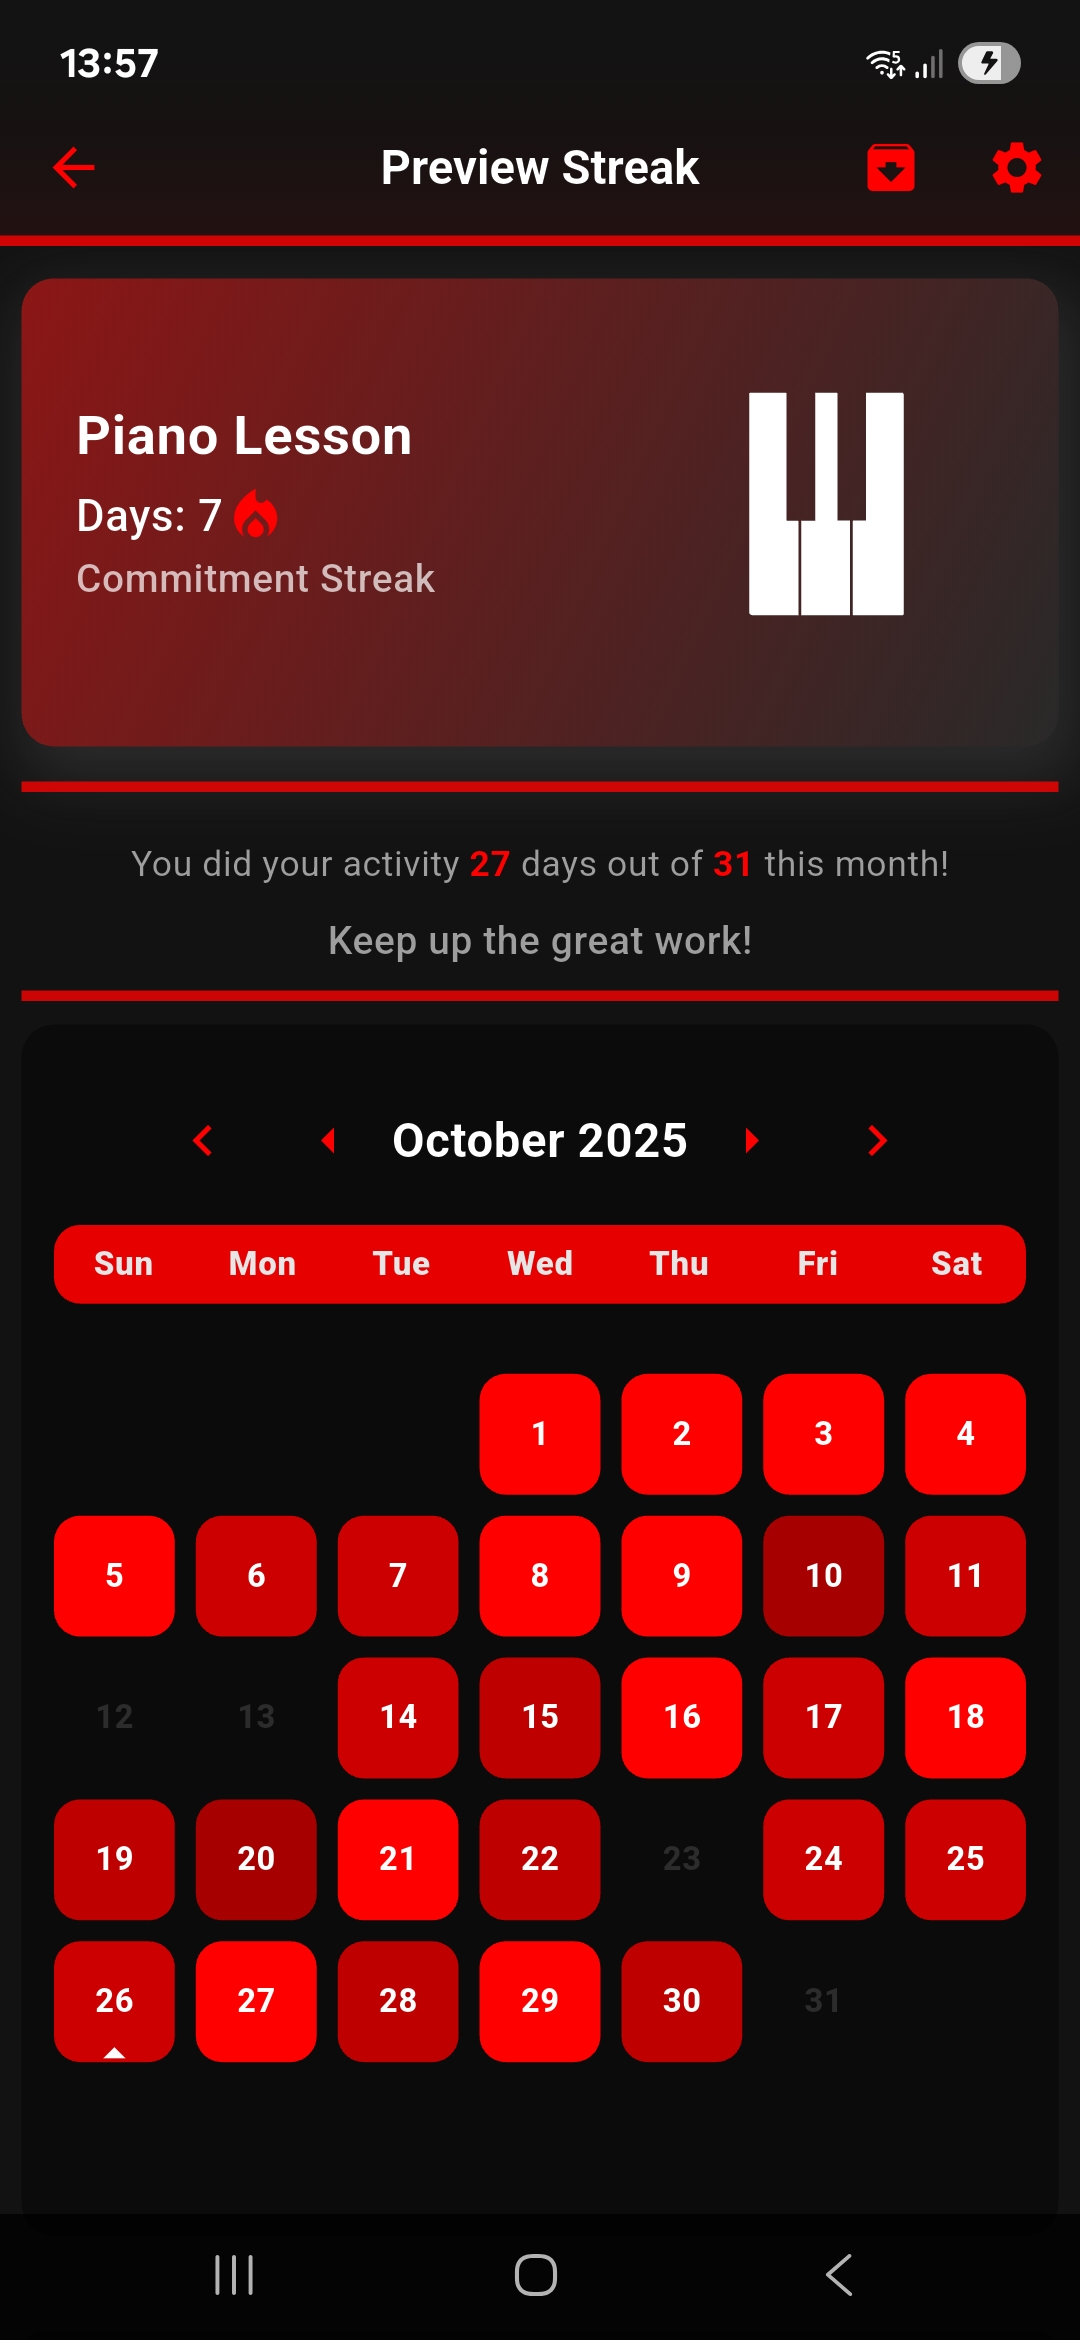 13:57
5
Preview Streak
Piano Lesson
Days: 7
Commitment Streak
You did your activity 27 days out of 31 this month!
Keep up the great work!
October 2025
Sun Mon Tue Wed Thu Fri Sat
1 2 3 4
5 6 7 8 9 10 11
12 13 14 15 16 17 18
19 20 21 22 23 24 25
26 27 28 29 30 31